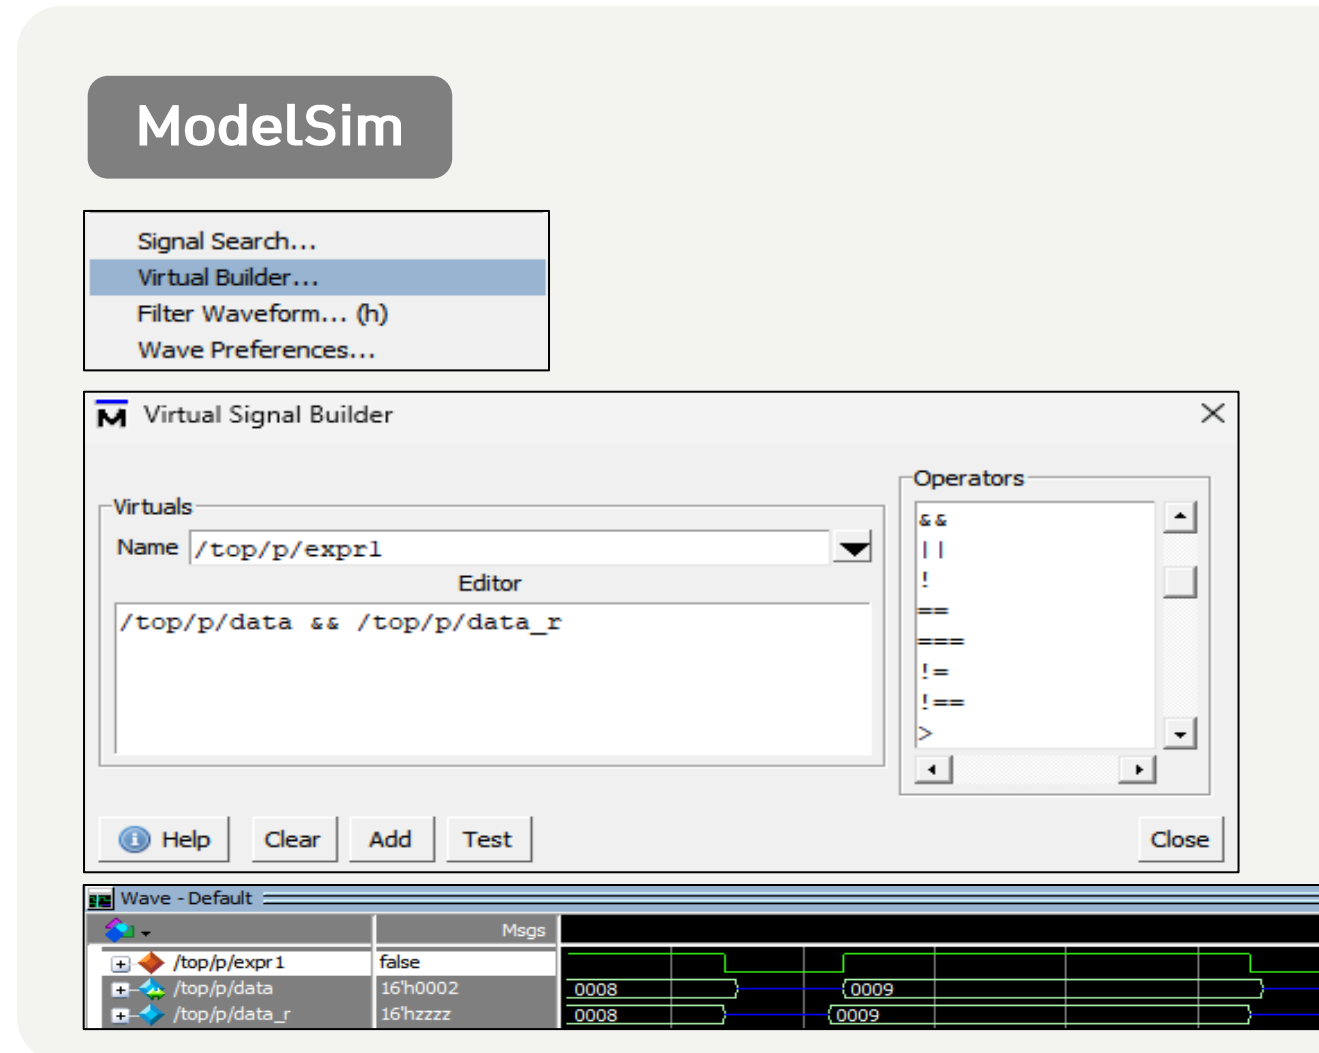 ModelSim
Signal Search...
Virtual Builder...
Filter Waveform... (h)
Wave Preferences...
M Virtual Signal Builder
Virtuals
Name /top/p/expr1
Editor
/top/p/data && /top/p/data_r
Operators
&&
||
!
==
===
!=
!==
>
Help Clear Add Test Close
Wave - Default
Msgs
/top/p/expr1 false
/top/p/data 16'h0002 0008 0009
/top/p/data_r 16'hzzzz 0008 0009